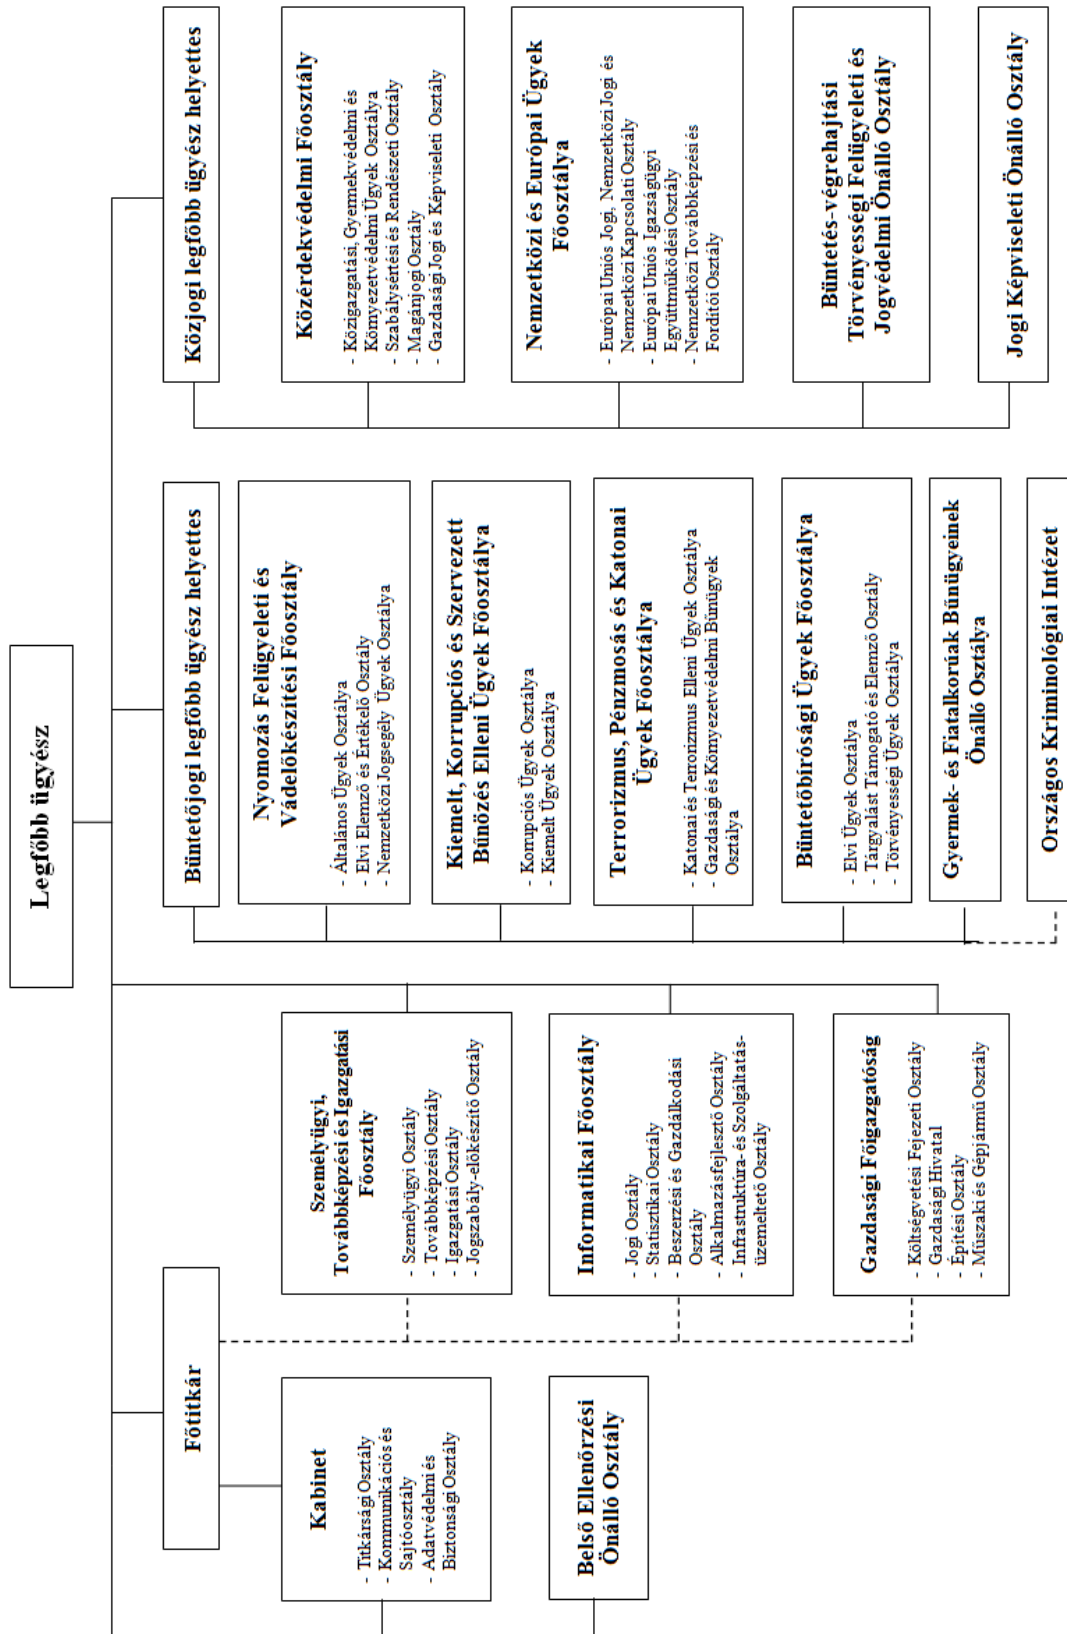 Legfőbb ügyész
Főtitkár
Kabinet
- Titkársági Osztály
- Kommunikációs és
Sajtóosztály
- Adatvédelmi és
Biztonsági Osztály
Belső Ellenőrzési
Önálló Osztály
Személyügyi,
Továbbképzési és Igazgatási
Főosztály
- Személyügyi Osztály
- Továbbképzési Osztály
- Igazgatási Osztály
- Jogszabály-előkészítő Osztály
Informatikai Főosztály
- Jogi Osztály
- Statisztikai Osztály
- Beszerzési és Gazdálkodási
Osztály
- Alkalmazásfejlesztő Osztály
- Infrastruktúra- és Szolgáltatás-
üzemeltető Osztály
Gazdasági Főigazgatóság
- Költségvetési Fejezeti Osztály
- Gazdasági Hivatal
- Építési Osztály
- Műszaki és Gépjármű Osztály
Büntetőjogi legfőbb ügyész helyettes
Nyomozás Felügyeleti és
Vádelőkészítési Főosztály
- Általános Ügyek Osztálya
- Elvi Elemző és Értékelő Osztály
- Nemzetközi Jogsegély Ügyek Osztálya
Kiemelt, Korrupciós és Szervezett
Bűnözés Elleni Ügyek Főosztálya
- Korrupciós Ügyek Osztálya
- Kiemelt Ügyek Osztálya
Terrorizmus, Pénzmosás és Katonai
Ügyek Főosztálya
- Katonai és Terrorizmus Elleni Ügyek Osztálya
- Gazdasági és Környezetvédelmi Bűnügyek
Osztálya
Büntetőbírósági Ügyek Főosztálya
- Elvi Ügyek Osztálya
- Tárgyalást Támogató és Elemző Osztály
- Törvényességi Ügyek Osztálya
Gyermek- és Fiatalkorúak Bűnügyeinek
Önálló Osztálya
Országos Kriminológiai Intézet
Közjogi legfőbb ügyész helyettes
Közérdekvédelmi Főosztály
- Közigazgatási, Gyermekvédelmi és
Környezetvédelmi Ügyek Osztálya
- Szabálysértési és Rendészeti Osztály
- Magánjogi Osztály
- Gazdasági Jogi és Képviseleti Osztály
Nemzetközi és Európai Ügyek
Főosztálya
- Európai Uniós Jogi, Nemzetközi Jogi és
Nemzetközi Kapcsolati Osztály
- Európai Uniós Igazságügyi
Együttműködési Osztály
- Nemzetközi Továbbképzési és
Fordítói Osztály
Büntetés-végrehajtási
Törvényességi Felügyeleti és
Jogvédelmi Önálló Osztály
Jogi Képviseleti Önálló Osztály